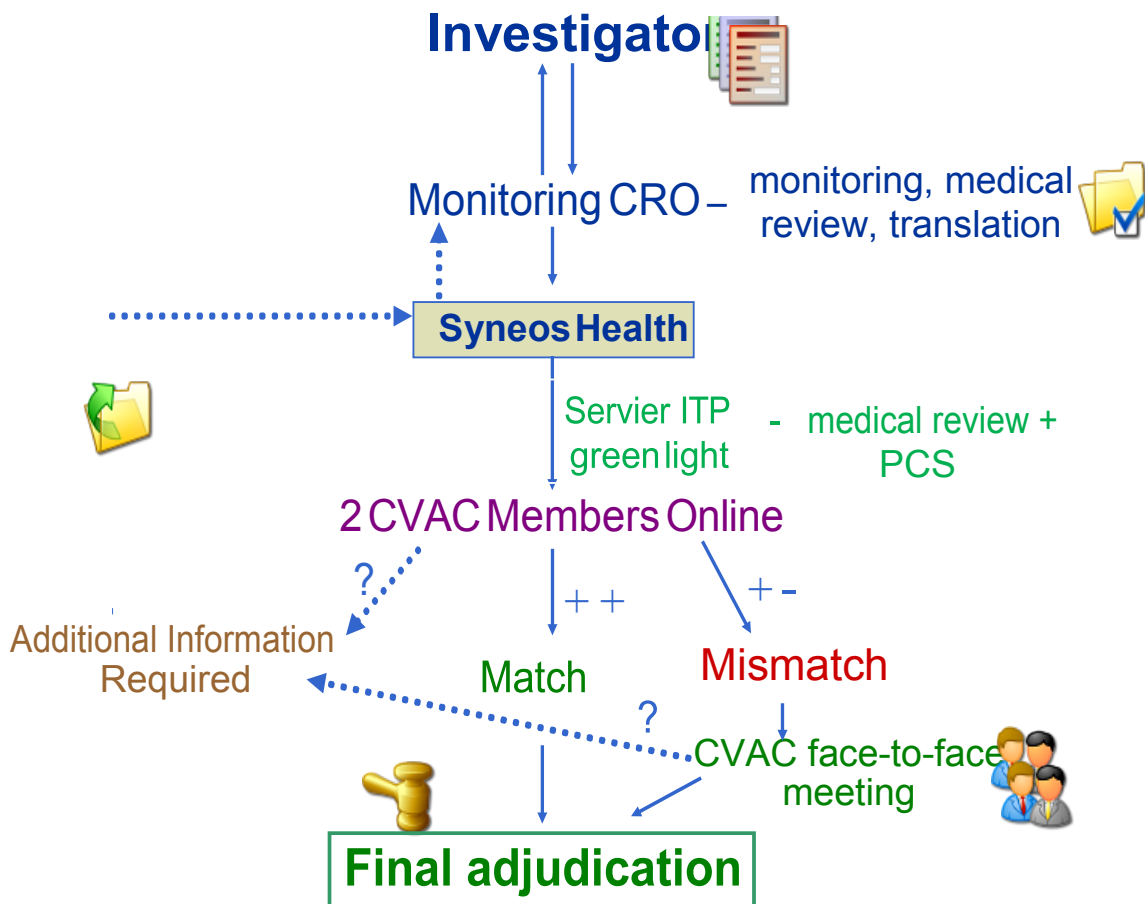 Investigator
Monitoring CRO –
monitoring, medical
review, translation
Syneos Health
Servier ITP
green light
- medical review +
PCS
2 CVAC Members Online
?
+ +
+ -
Additional Information
Required
Match
Mismatch
?
CVAC face-to-face
meeting
Final adjudication